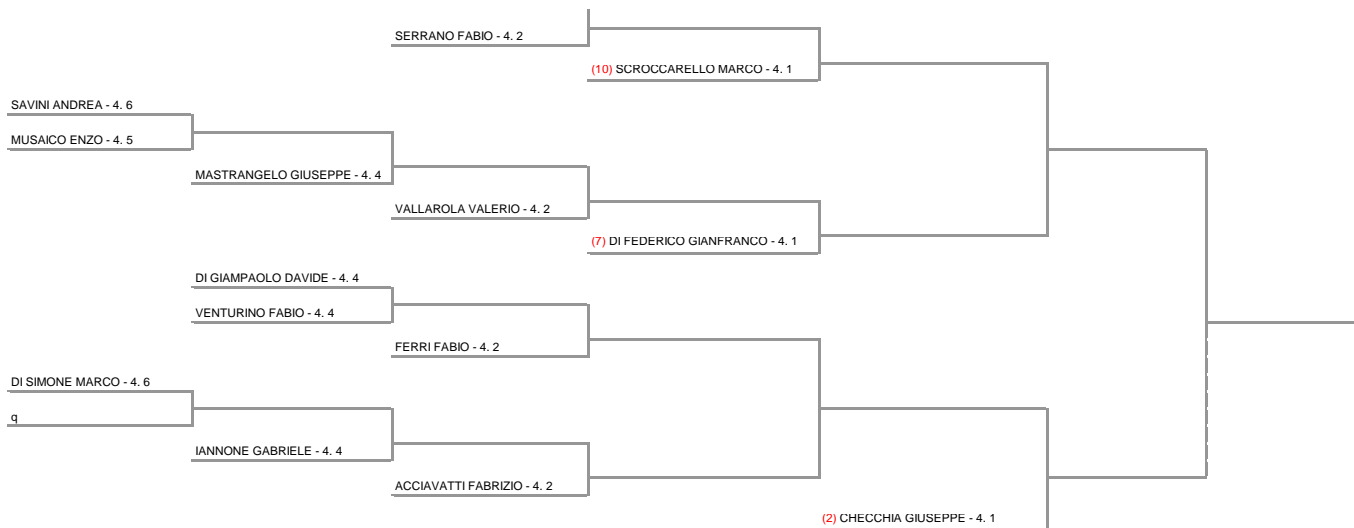 SERRANO FABIO - 4. 2
(10) SCROCCARELLO MARCO - 4. 1
SAVINI ANDREA - 4. 6
MUSAICO ENZO - 4. 5
MASTRANGELO GIUSEPPE - 4. 4
VALLAROLA VALERIO - 4. 2
(7) DI FEDERICO GIANFRANCO - 4. 1
DI GIAMPAOLO DAVIDE - 4. 4
VENTURINO FABIO - 4. 4
FERRI FABIO - 4. 2
DI SIMONE MARCO - 4. 6
q
IANNONE GABRIELE - 4. 4
ACCIAVATTI FABRIZIO - 4. 2
(2) CHECCHIA GIUSEPPE - 4. 1